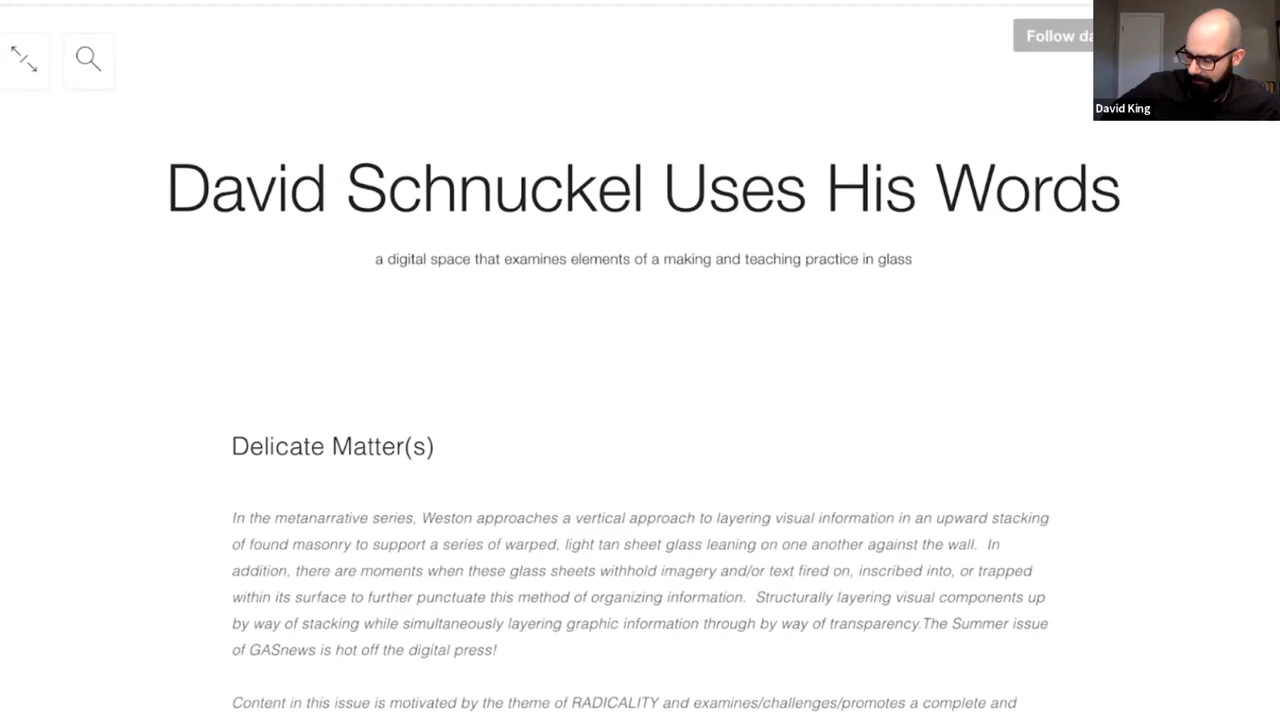 Follow da
David King
David Schnuckel Uses His Words
a digital space that examines elements of a making and teaching practice in glass
Delicate Matter(s)
In the metanarrative series, Weston approaches a vertical approach to layering visual information in an upward stacking
of found masonry to support a series of warped, light tan sheet glass leaning on one another against the wall.  In
addition, there are moments when these glass sheets withhold imagery and/or text fired on, inscribed into, or trapped
within its surface to further punctuate this method of organizing information.  Structurally layering visual components up
by way of stacking while simultaneously layering graphic information through by way of transparency.The Summer issue
of GASnews is hot off the digital press!
Content in this issue is motivated by the theme of RADICALITY and examines/challenges/promotes a complete and